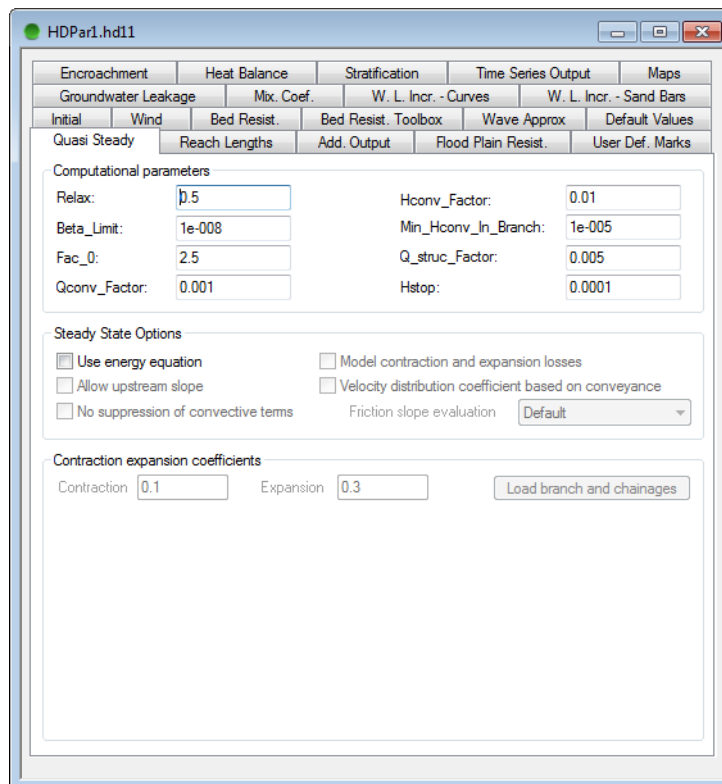 HDPar1.hd11
Encroachment Heat Balance Stratification Time Series Output Maps
Groundwater Leakage Mix. Coef. W. L. Incr. - Curves W. L. Incr. - Sand Bars
Initial Wind Bed Resist. Bed Resist. Toolbox Wave Approx Default Values
Quasi Steady Reach Lengths Add. Output Flood Plain Resist. User Def. Marks
Computational parameters
Relax: 0.5 Hconv_Factor: 0.01
Beta_Limit: 1e-008 Min_Hconv_In_Branch: 1e-005
Fac_0: 2.5 Q_struc_Factor: 0.005
Qconv_Factor: 0.001 Hstop: 0.0001
Steady State Options
Use energy equation Model contraction and expansion losses
Allow upstream slope Velocity distribution coefficient based on conveyance
No suppression of convective terms Friction slope evaluation Default
Contraction expansion coefficients
Contraction 0.1 Expansion 0.3 Load branch and chainages